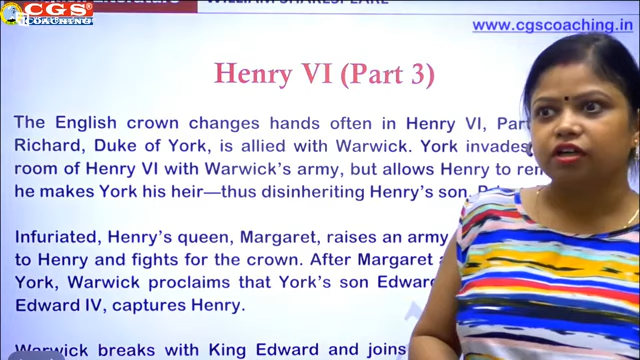 CGS
COACHING
WILLIAM SHAKESPEARE
www.cgscoaching.in
Henry VI (Part 3)
The English crown changes hands often in Henry VI, Part
Richard, Duke of York, is allied with Warwick. York invades
room of Henry VI with Warwick's army, but allows Henry to
he makes York his heir—thus disinheriting Henry's son.
Infuriated, Henry's queen, Margaret, raises an army
to Henry and fights for the crown. After Margaret
York, Warwick proclaims that York's son Edward
Edward IV, captures Henry.
Warwick breaks with King Edward and joins